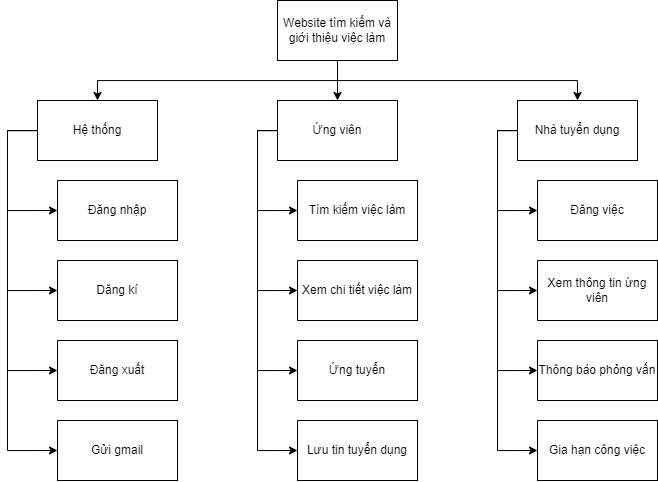 Website tìm kiếm và
giới thiệu việc làm
Hệ thống
Ứng viên
Nhà tuyển dụng
Đăng nhập
Tìm kiếm việc làm
Đăng việc
Dăng kí
Xem chi tiết việc làm
Xem thông tin ứng
viên
Đăng xuất
Ứng tuyển
Thông báo phỏng vấn
Gửi gmail
Lưu tin tuyển dụng
Gia hạn công việc